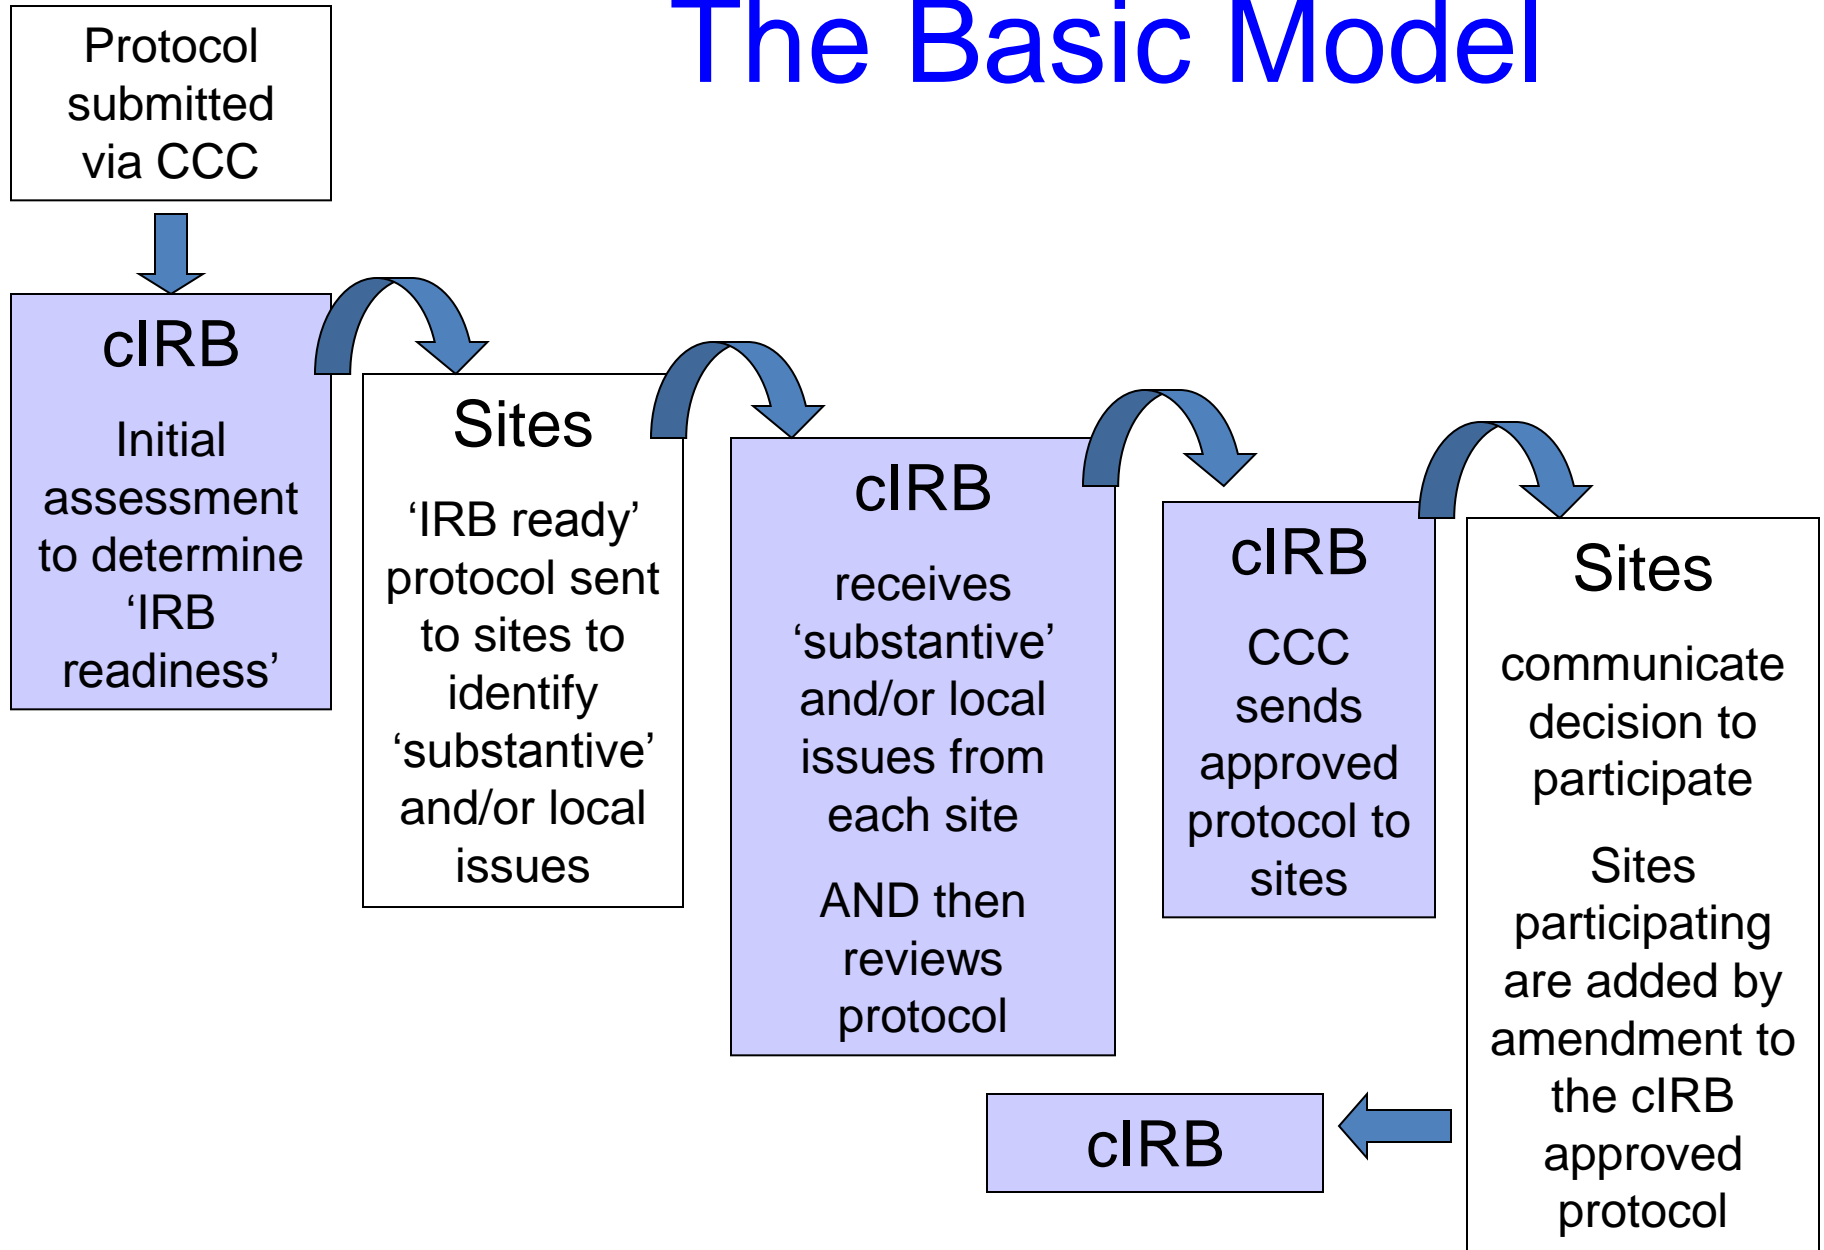 The Basic Model
Protocol
submitted
via CCC
cIRB
Initial
assessment
to determine
‘IRB
readiness’
Sites
‘IRB ready’
protocol sent
to sites to
identify
‘substantive’
and/or local
issues
cIRB
receives
‘substantive’
and/or local
issues from
each site
AND then
reviews
protocol
cIRB
CCC
sends
approved
protocol to
sites
Sites
communicate
decision to
participate
Sites
participating
are added by
amendment to
the cIRB
approved
protocol
cIRB